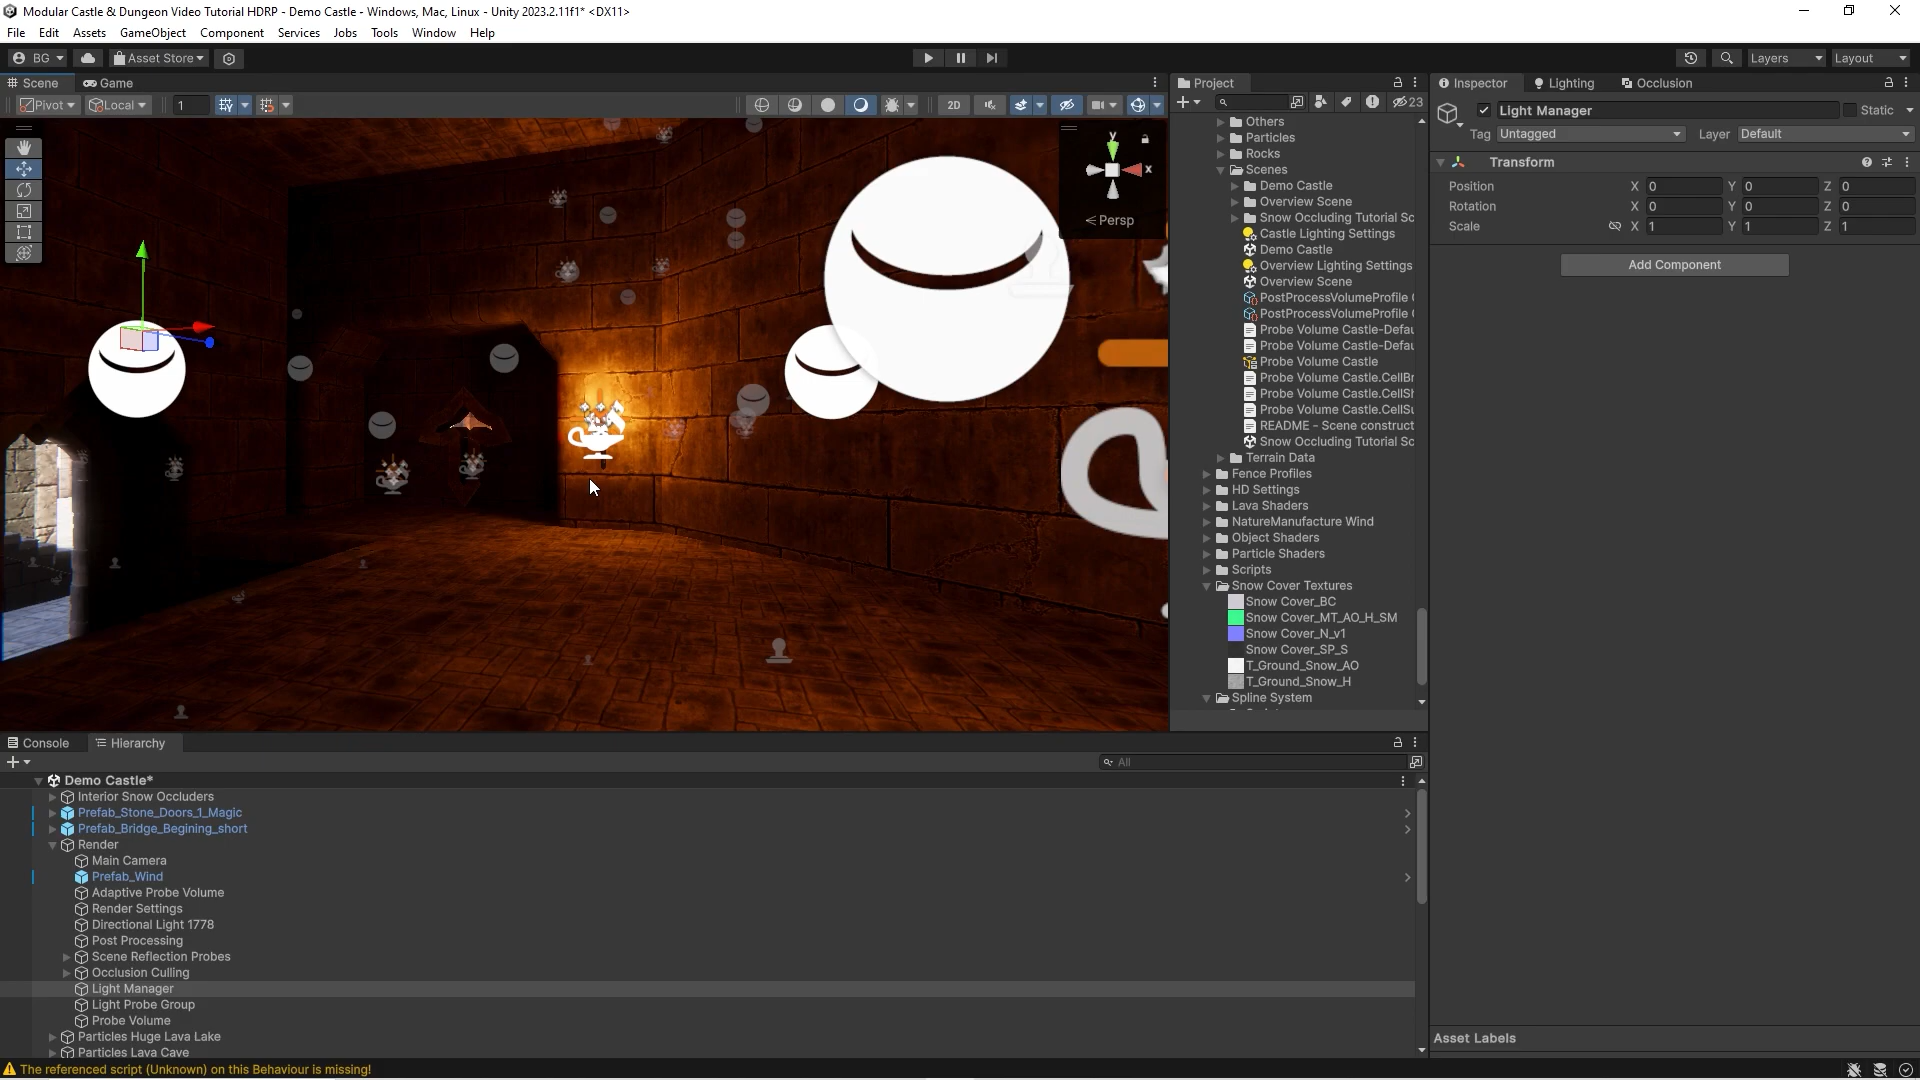 Modular Castle & Dungeon Video Tutorial HDRP - Demo Castle - Windows, Mac, Linux - Unity 2023.2.11f1* <DX11>
File Edit Assets GameObject Component Services Jobs Tools Window Help
BG Asset Store Layers Layout
Scene Game
Pivot Local 1 2D
y
x
Persp
Project
23
Others
Particles
Rocks
Scenes
Demo Castle
Overview Scene
Snow Occluding Tutorial Sc
Castle Lighting Settings
Demo Castle
Overview Lighting Settings
Overview Scene
PostProcessVolumeProfile (
PostProcessVolumeProfile (
Probe Volume Castle-Defau
Probe Volume Castle-Defau
Probe Volume Castle
Probe Volume Castle.CellBr
Probe Volume Castle.CellSh
Probe Volume Castle.CellSu
README - Scene construct
Snow Occluding Tutorial Sc
Terrain Data
Fence Profiles
HD Settings
Lava Shaders
NatureManufacture Wind
Object Shaders
Particle Shaders
Scripts
Snow Cover Textures
Snow Cover_BC
Snow Cover_MT_AO_H_SM
Snow Cover_N_v1
Snow Cover_SP_S
T_Ground_Snow_AO
T_Ground_Snow_H
Spline System
Inspector Lighting Occlusion
Light Manager Static
Tag Untagged Layer Default
Transform
Position X 0 Y 0 Z 0
Rotation X 0 Y 0 Z 0
Scale X 1 Y 1 Z 1
Add Component
Asset Labels
Console Hierarchy
All
Demo Castle*
Interior Snow Occluders
Prefab_Stone_Doors_1_Magic
Prefab_Bridge_Begining_short
Render
Main Camera
Prefab_Wind
Adaptive Probe Volume
Render Settings
Directional Light 1778
Post Processing
Scene Reflection Probes
Occlusion Culling
Light Manager
Light Probe Group
Probe Volume
Particles Huge Lava Lake
Particles Lava Cave
The referenced script (Unknown) on this Behaviour is missing!